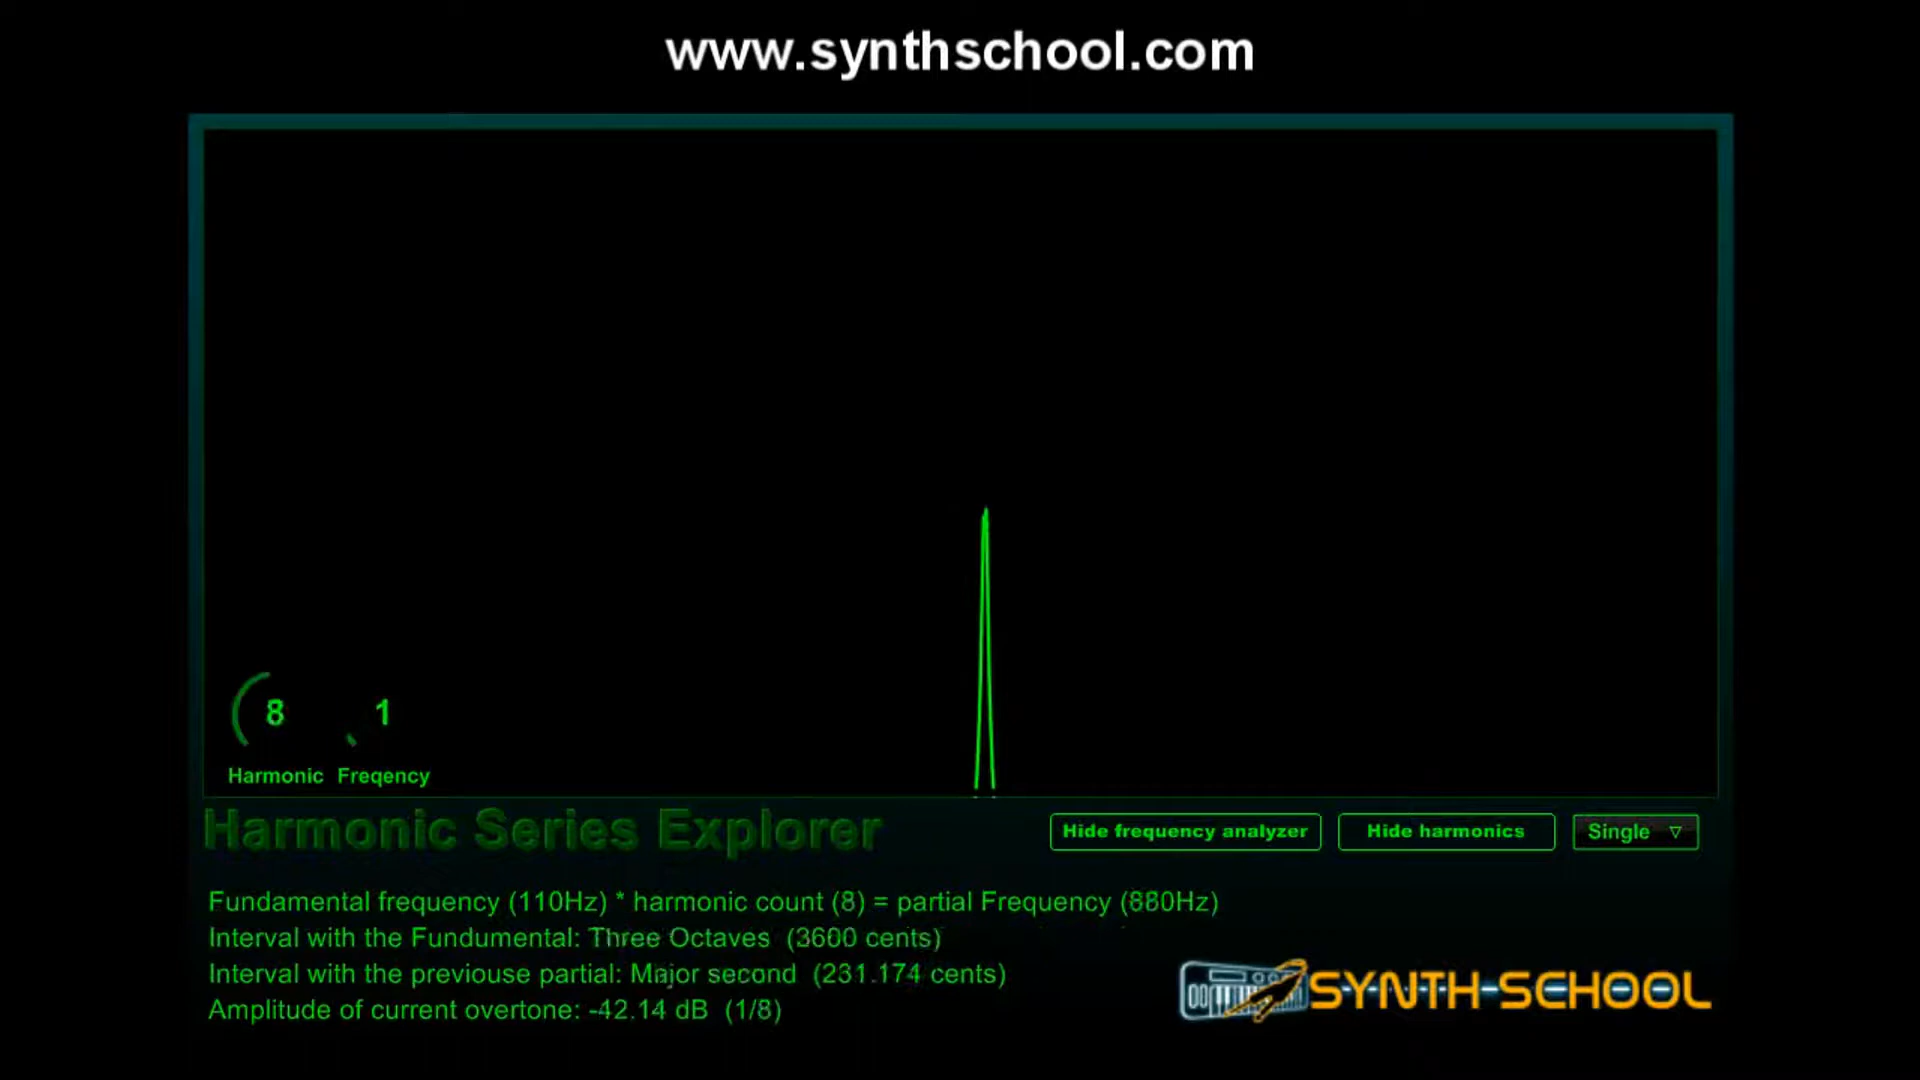 www.synthschool.com
8 1
Harmonic Freqency
Harmonic Series Explorer
Hide frequency analyzer Hide harmonics Single
Fundamental frequency (110Hz) * harmonic count (8) = partial Frequency (880Hz)
Interval with the Fundumental: Three Octaves (3600 cents)
Interval with the previouse partial: Major second (231.174 cents)
Amplitude of current overtone: -42.14 dB (1/8)
SYNTH-SCHOOL